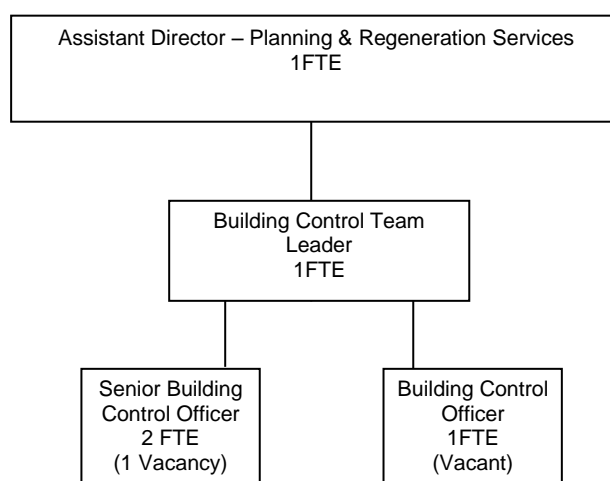 Assistant Director – Planning & Regeneration Services
1FTE
Building Control Team
Leader
1FTE
Senior Building
Control Officer
2 FTE
(1 Vacancy)
Building Control
Officer
1FTE
(Vacant)